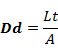 Dd = Lt / A